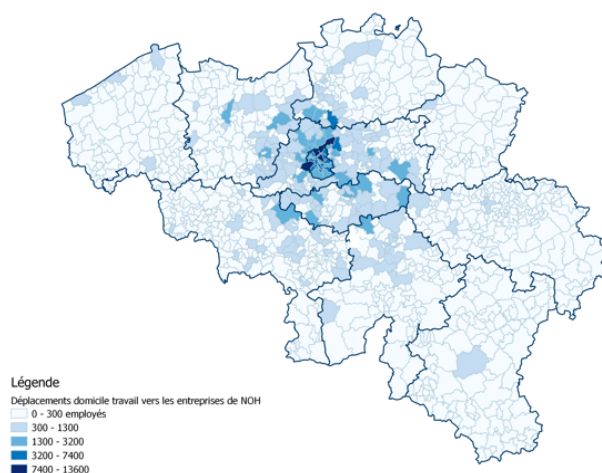 Légende
Déplacements domicile travail vers les entreprises de NOH
0 - 300 employés
300 - 1300
1300 - 3200
3200 - 7400
7400 - 13600